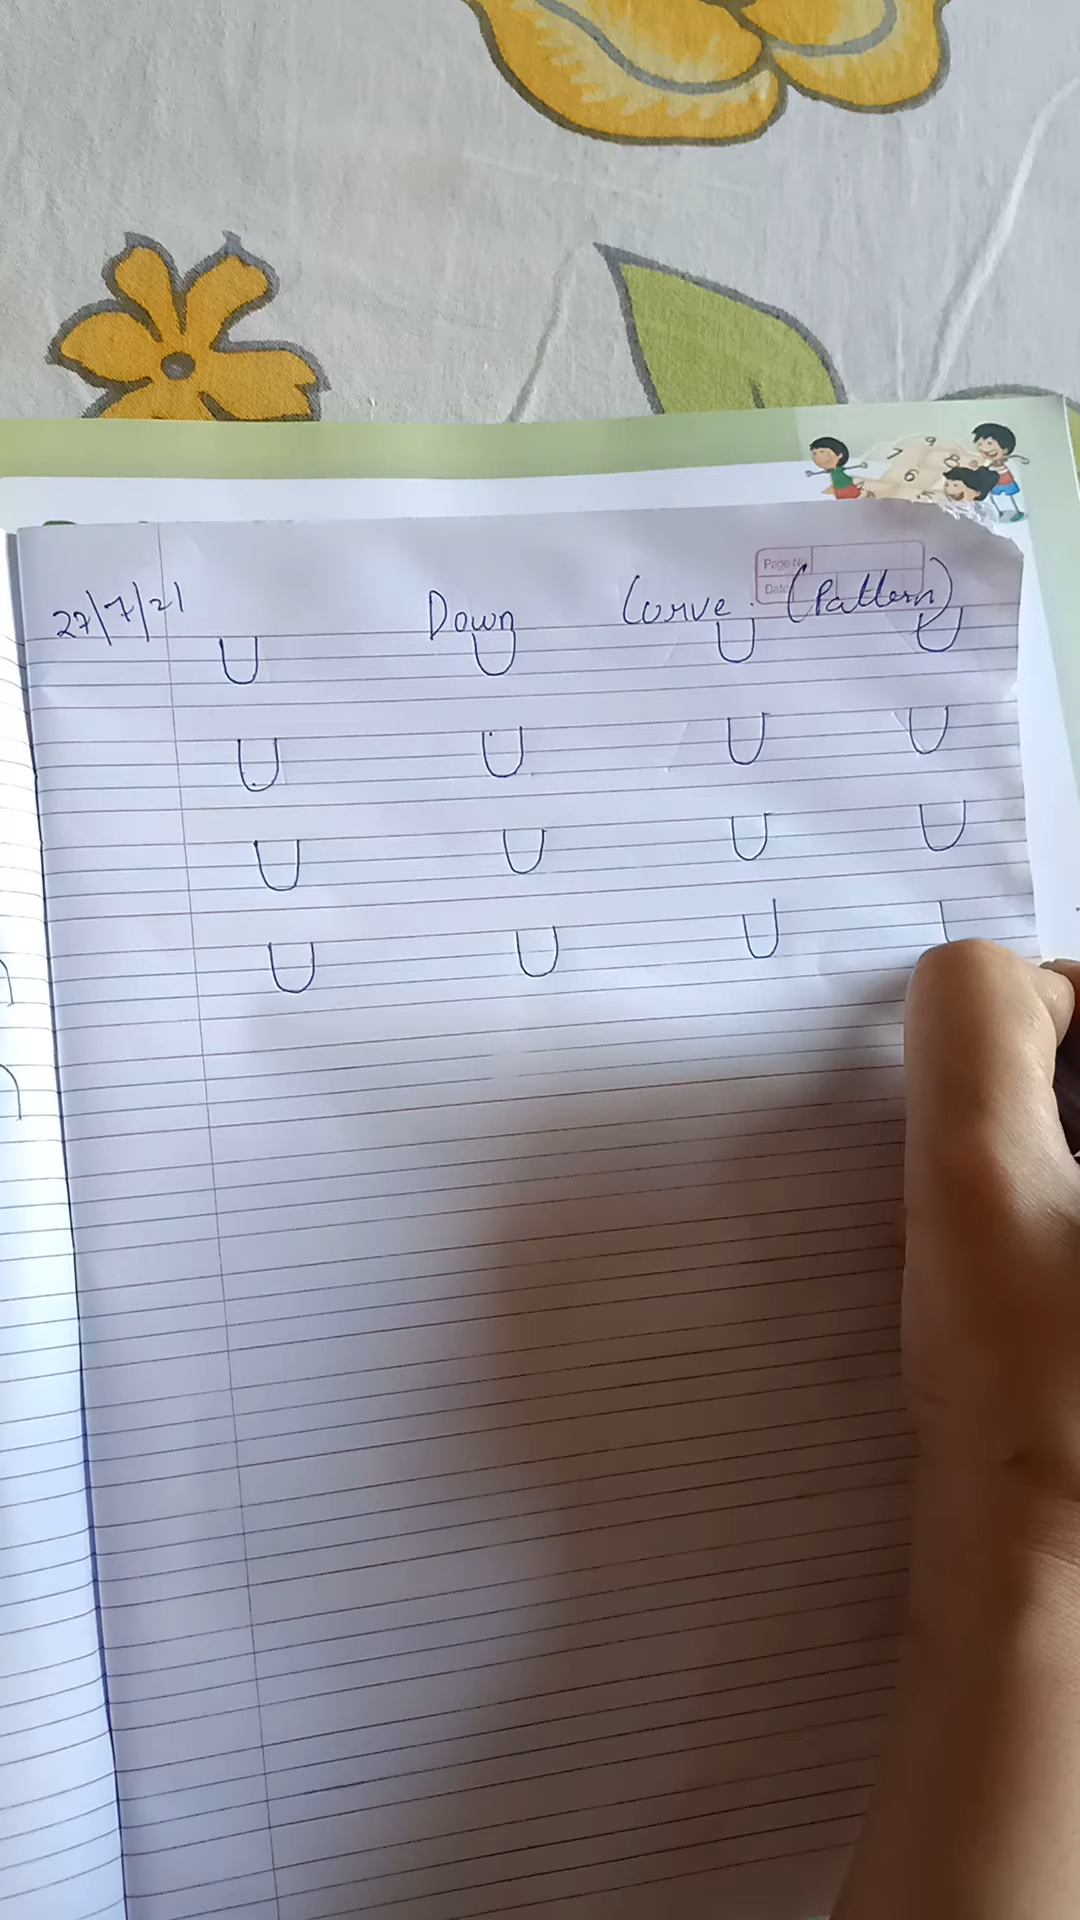 27/7/21 Down Curve. (Pattern)
Page No.
Date
U U U U
U U U U
U U U U
U U U
9
7 8
6